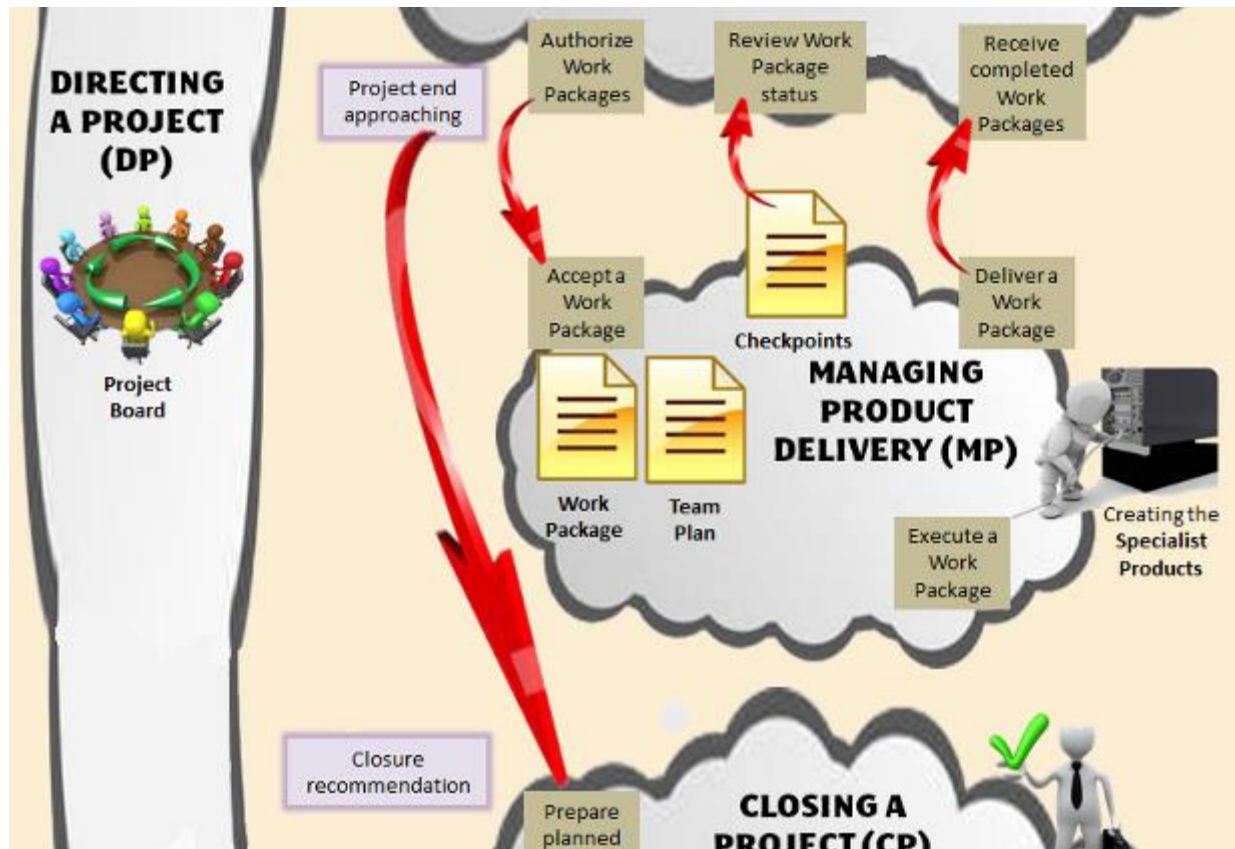 DIRECTING
A PROJECT
(DP)
Project
Board
Project end
approaching
Authorize
Work
Packages
Review Work
Package
status
Receive
completed
Work
Packages
Accept a
Work
Package
Checkpoints
Deliver a
Work
Package
MANAGING
PRODUCT
DELIVERY (MP)
Work
Package
Team
Plan
Execute a
Work
Package
Creating the
Specialist
Products
Closure
recommendation
Prepare
planned
CLOSING A
PROJECT (CP)